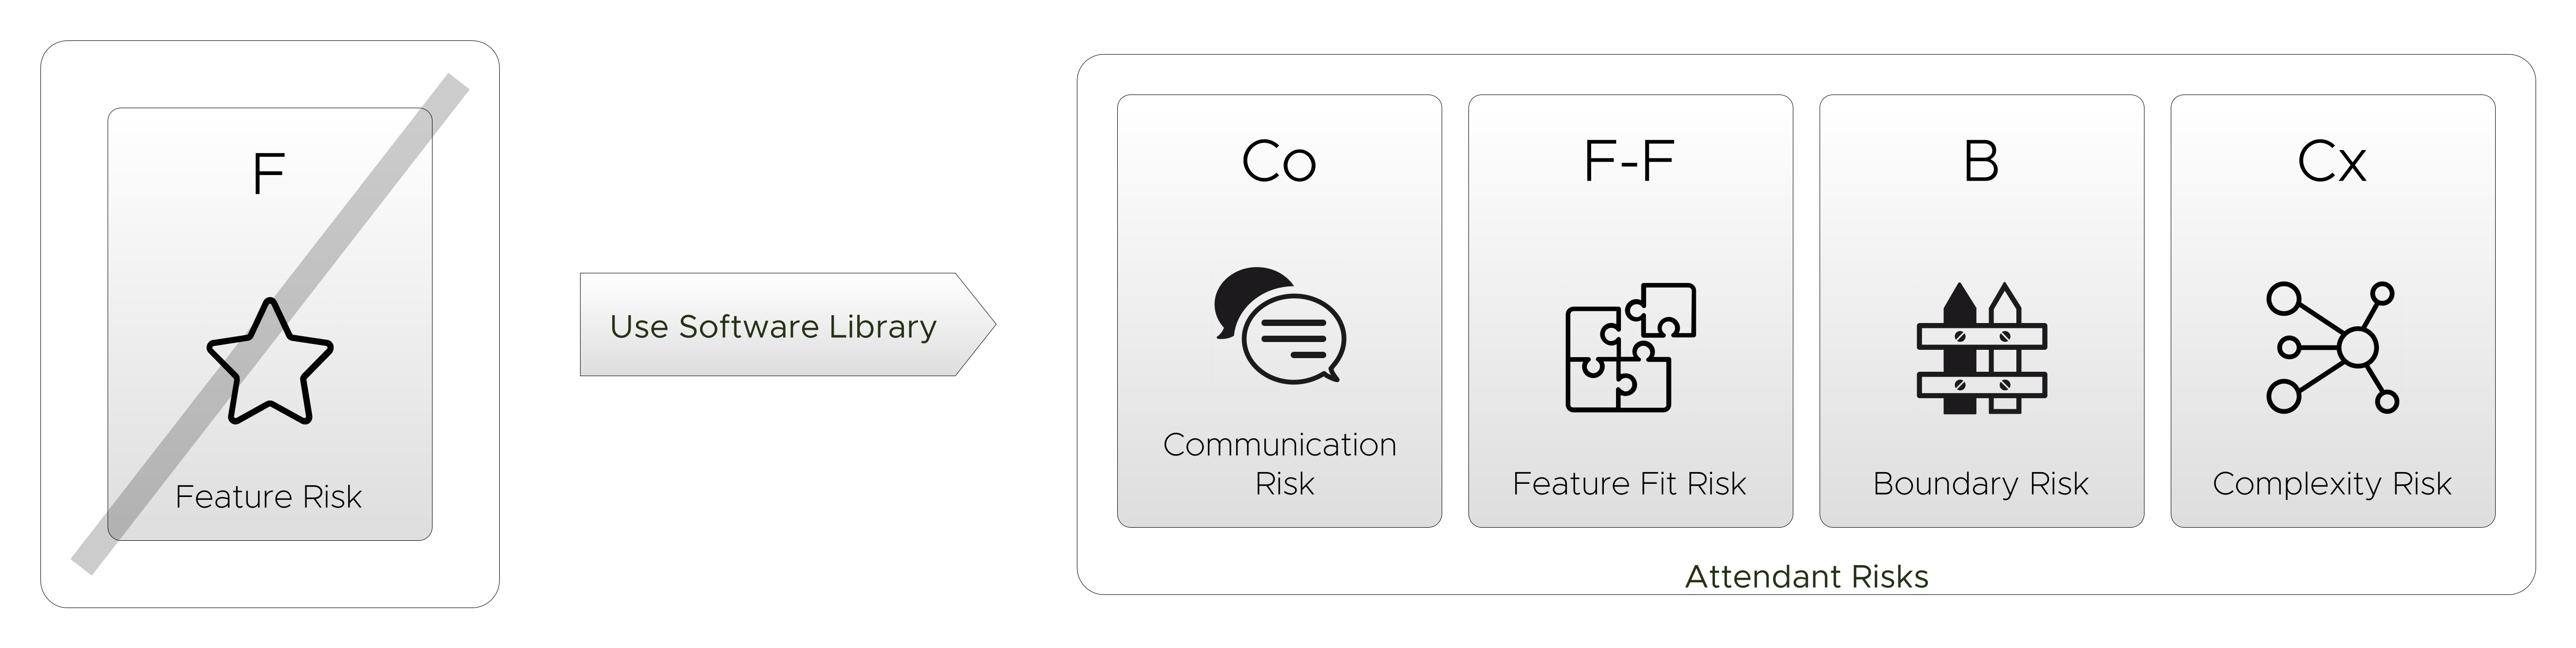 F
Feature Risk
Use Software Library
Co
Communication
Risk
F-F
Feature Fit Risk
B
Boundary Risk
Cx
Complexity Risk
Attendant Risks